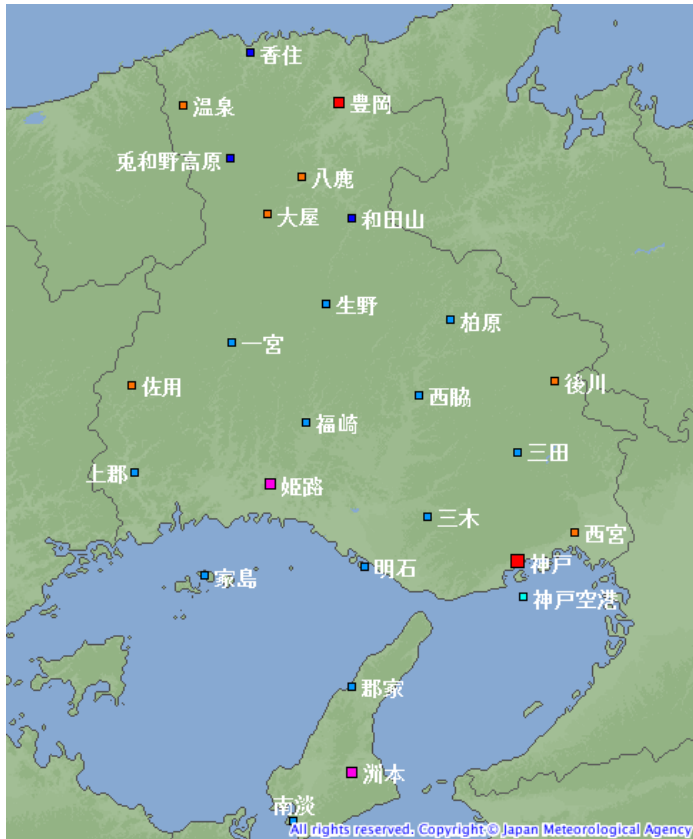 香住
温泉
豊岡
兎和野高原
八鹿
大屋
和田山
生野
柏原
一宮
佐用
後川
西脇
福崎
三田
上郡
姫路
三木
西宮
神戸
明石
家島
神戸空港
郡家
洲本
南淡
All rights reserved. Copyright © Japan Meteorological Agency